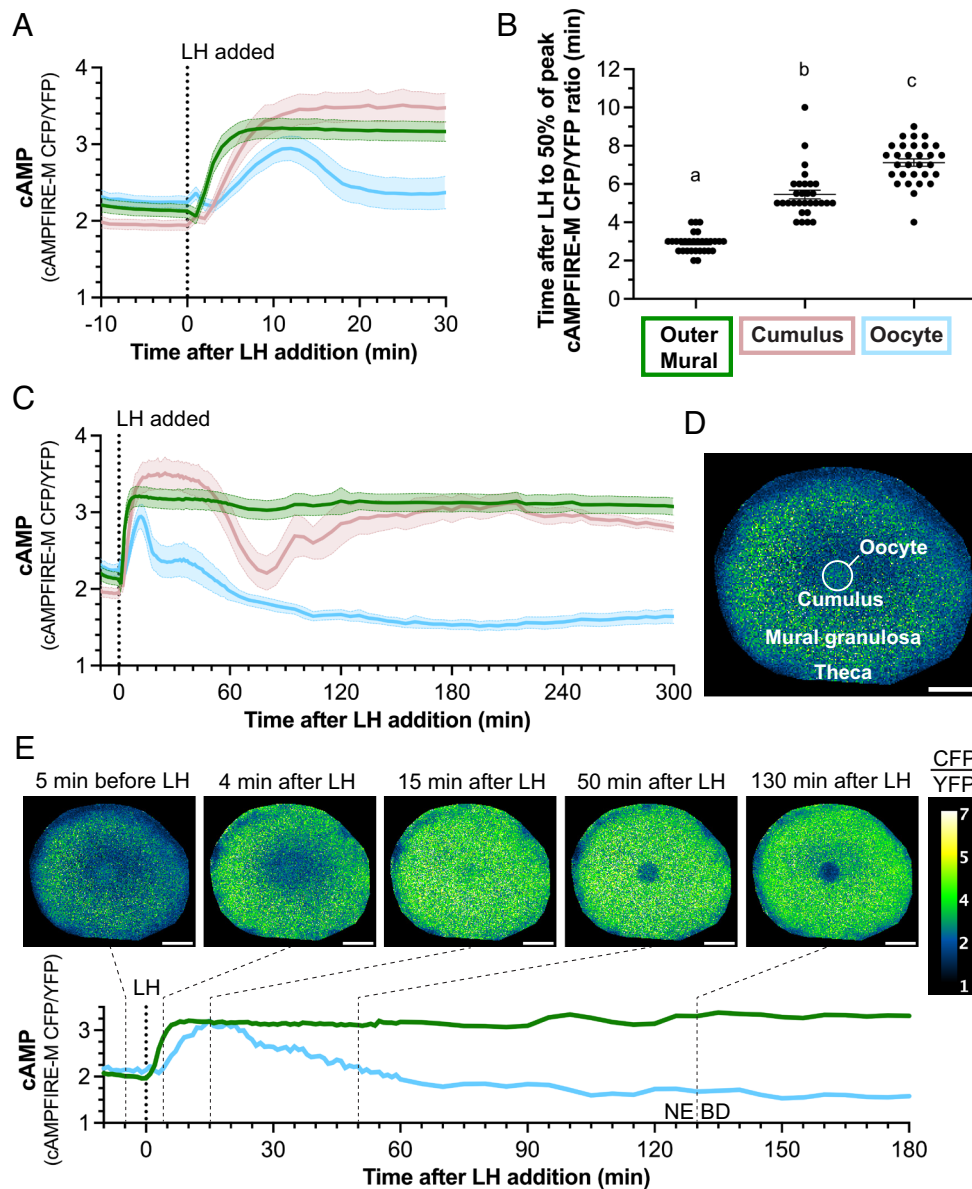 A
LH added
4
3
2
1
-10 0 10 20 30
Time after LH addition (min)
cAMP
(cAMPFIRE-M CFP/YFP)
B
Time after LH to 50% of peak
cAMPFIRE-M CFP/YFP ratio (min)
12
10
8
6
4
2
0
a
b
c
Outer
Mural
Cumulus
Oocyte
C
LH added
4
3
2
1
0 60 120 180 240 300
Time after LH addition (min)
cAMP
(cAMPFIRE-M CFP/YFP)
D
Oocyte
Cumulus
Mural granulosa
Theca
E
5 min before LH
4 min after LH
15 min after LH
50 min after LH
130 min after LH
CFP
YFP
7
5
4
2
1
LH
3
2
1
NE BD
0 30 60 90 120 150 180
Time after LH addition (min)
cAMP
(cAMPFIRE-M CFP/YFP)